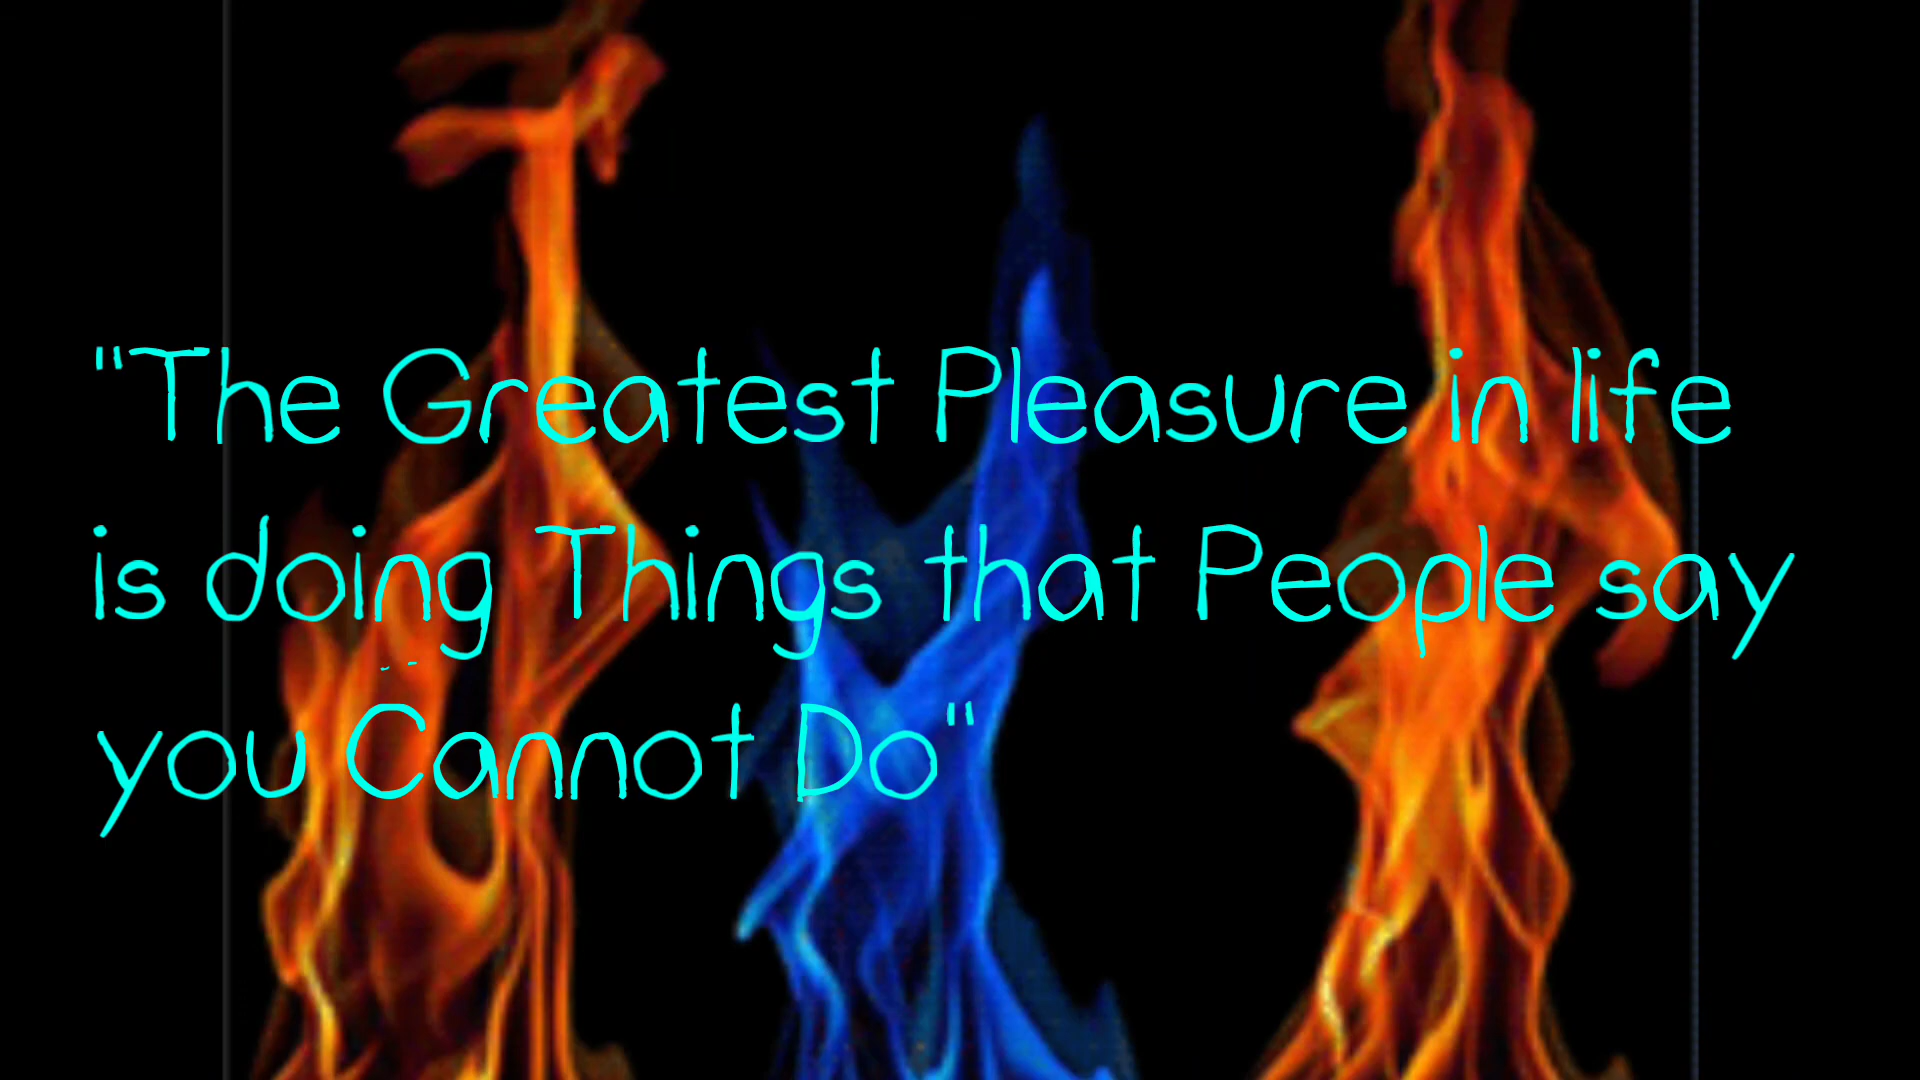 "The Greatest Pleasure in life
is doing Things that People say
you Cannot Do"